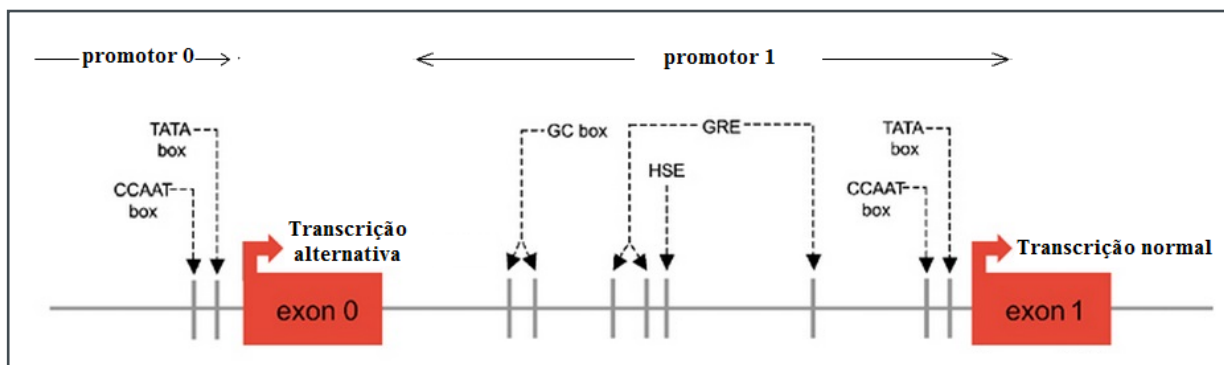 promotor 0
promotor 1
TATA
box
CCAAT
box
Transcrição
alternativa
exon 0
GC box
GRE
HSE
TATA
box
CCAAT
box
Transcrição normal
exon 1